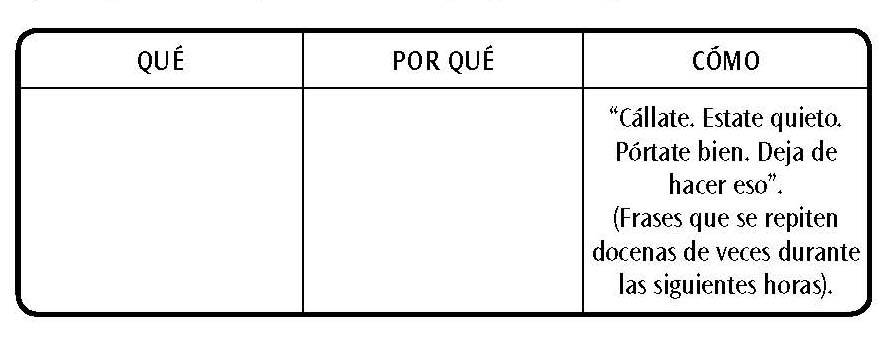 QUÉ
POR QUÉ
CÓMO
“Cállate. Estate quieto.
Pórtate bien. Deja de
hacer eso”.
(Frases que se repiten
docenas de veces durante
las siguientes horas).